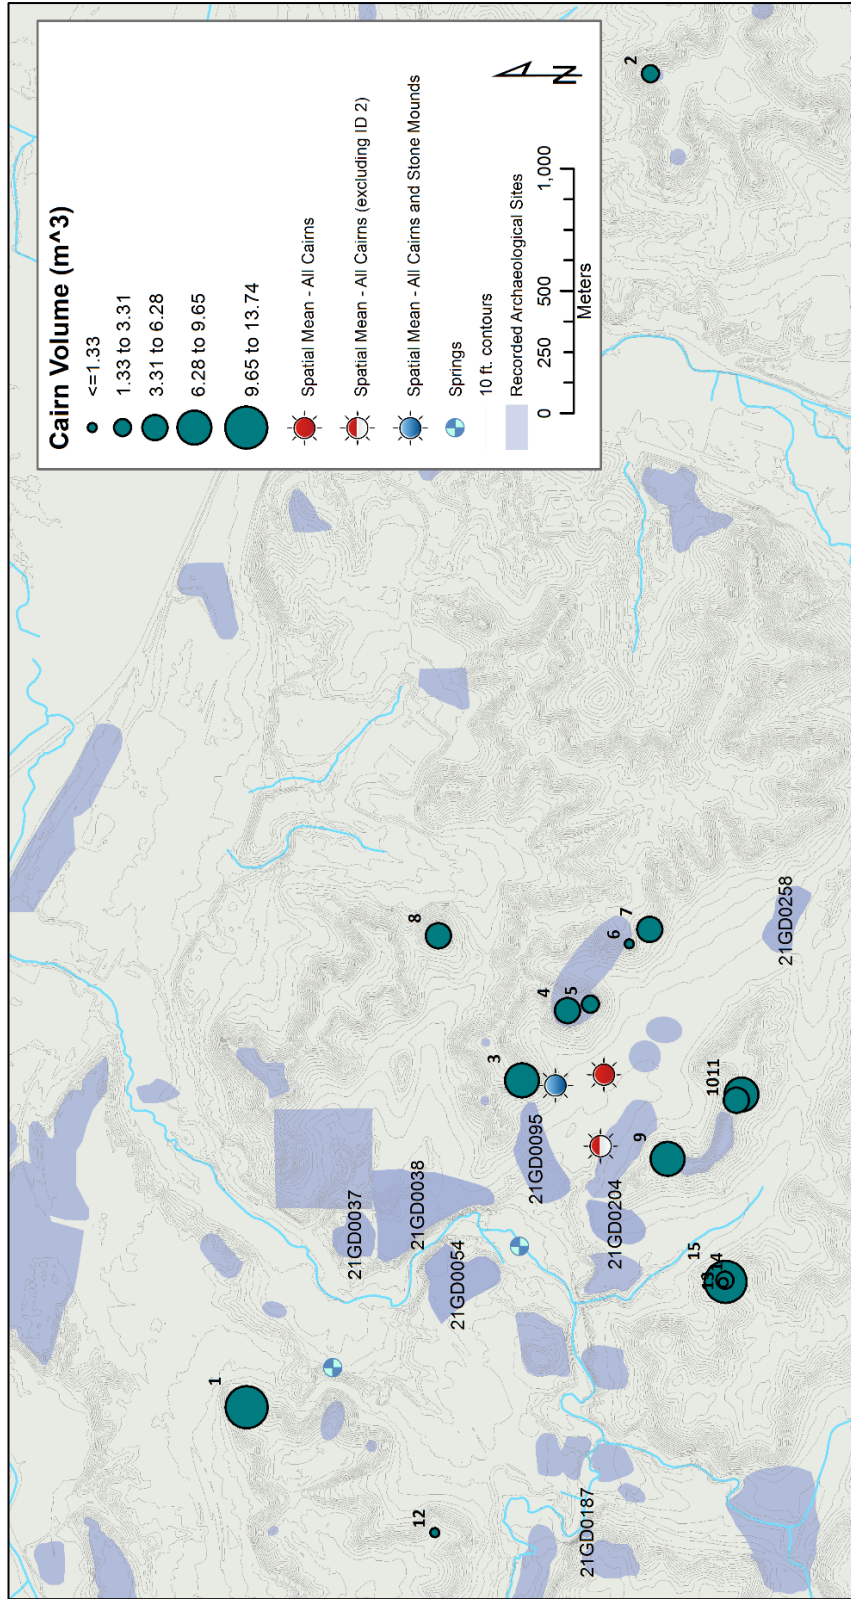 Cairn Volume (m^3)
<=1.33
1.33 to 3.31
3.31 to 6.28
6.28 to 9.65
9.65 to 13.74
Spatial Mean - All Cairns
Spatial Mean - All Cairns (excluding ID 2)
Spatial Mean - All Cairns and Stone Mounds
Springs
10 ft. contours
Recorded Archaeological Sites
0 250 500 1,000
Meters
N
1
2
3
4
5
6
7
8
9
1011
12
13
14
15
21GD0037
21GD0038
21GD0054
21GD0095
21GD0204
21GD0187
21GD0258